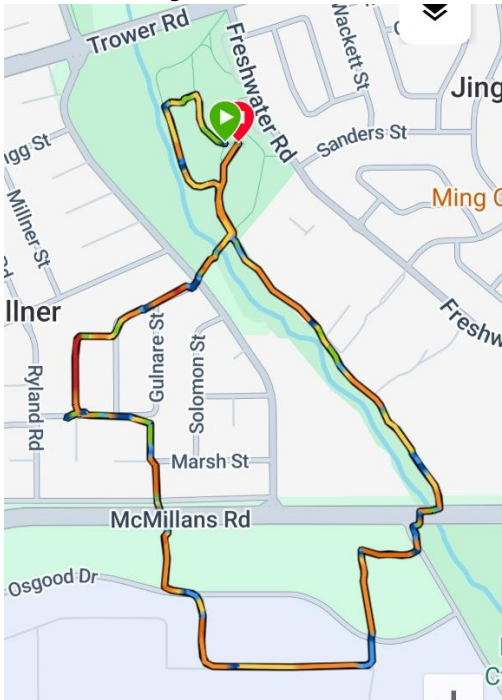 Trower Rd
Freshwater Rd
Wackett St
Jing
Sanders St
gg St
Millner St
Ming C
llner
Freshw
Ryland Rd
Gulnare St
Solomon St
Marsh St
McMillans Rd
Osgood Dr